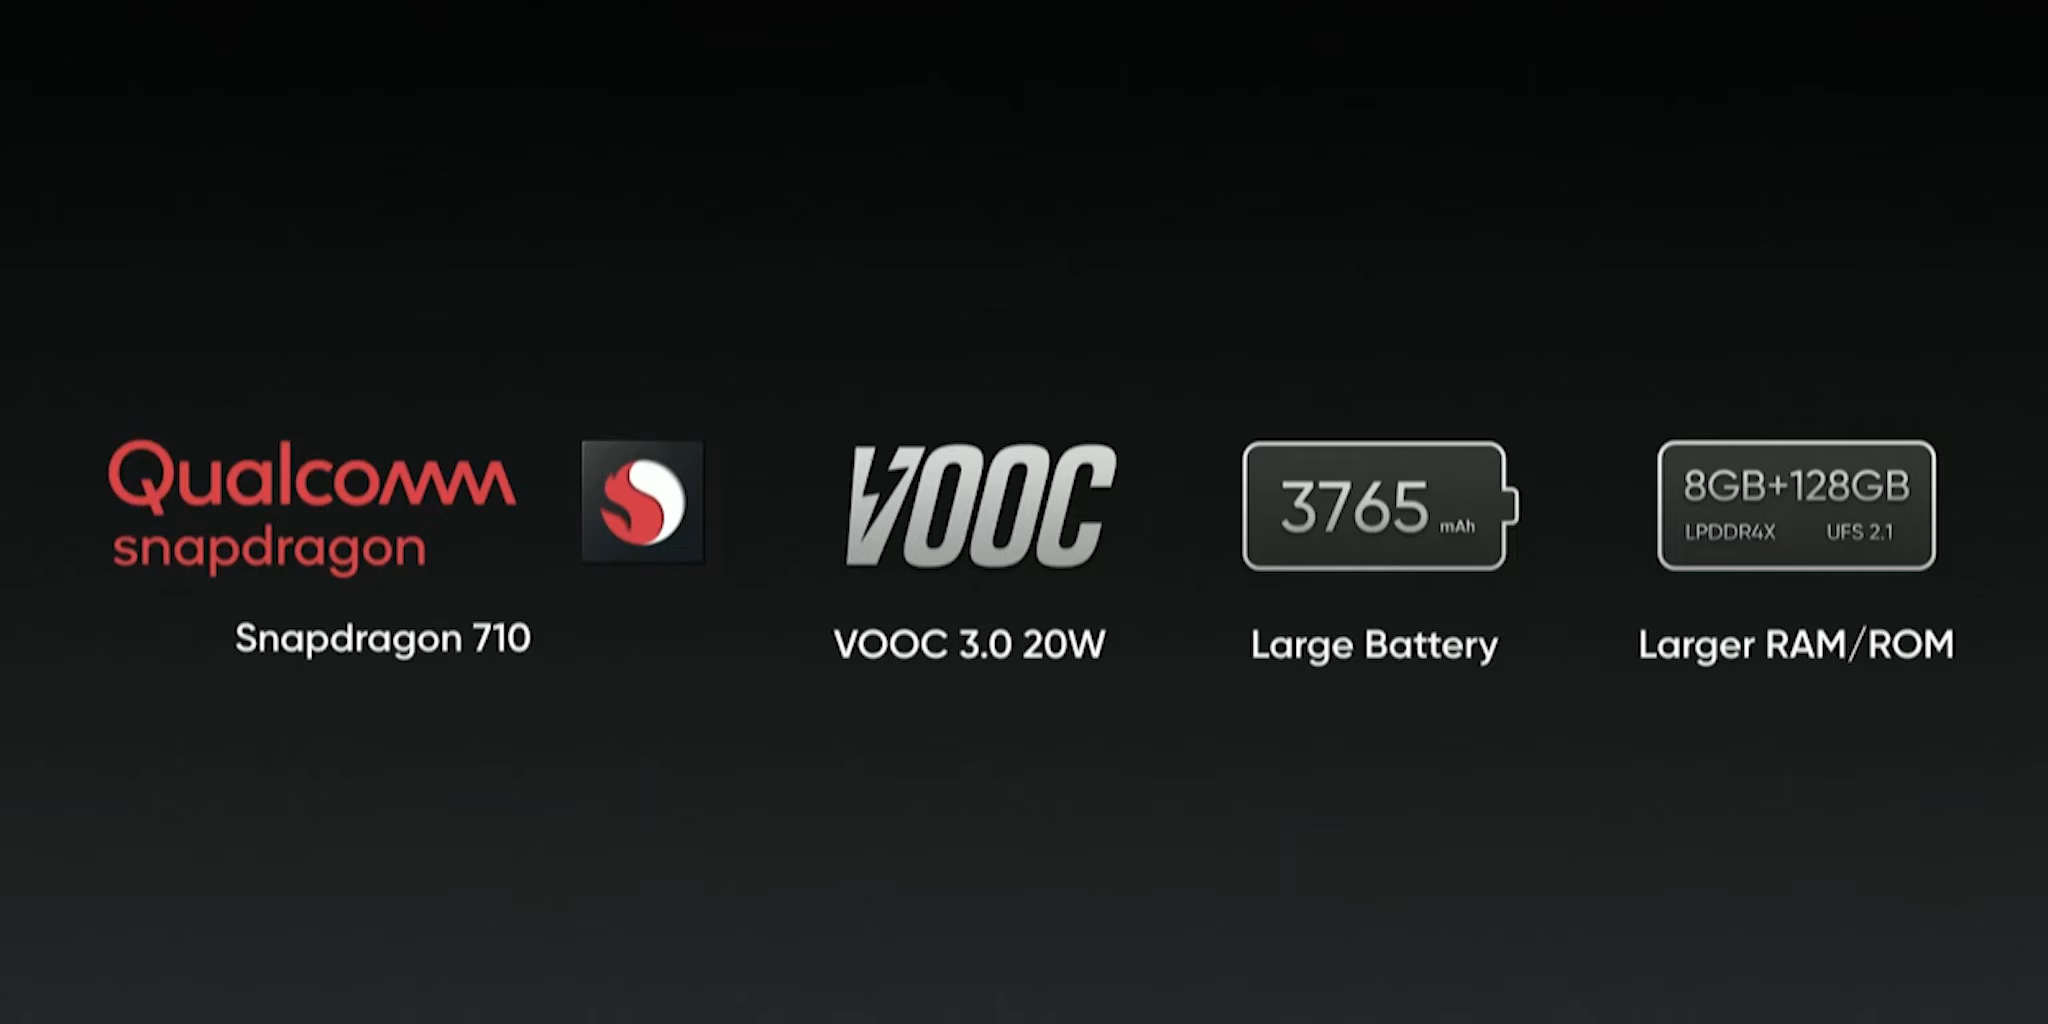 Qualcomm
snapdragon
Snapdragon 710
VOOC
VOOC 3.0 20W
3765 mAh
Large Battery
8GB+128GB
LPDDR4X UFS 2.1
Larger RAM/ROM